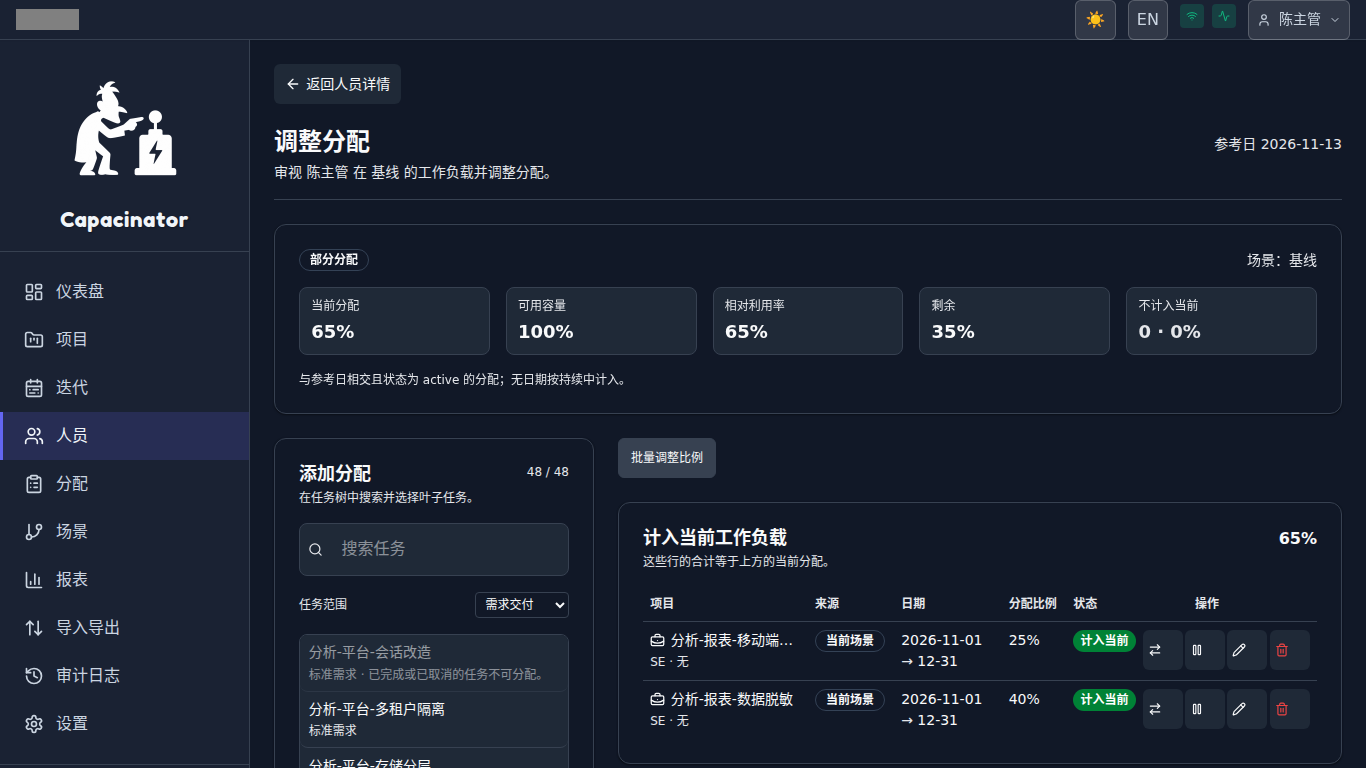 EN
陈主管
Capacinator
仪表盘
项目
迭代
人员
分配
场景
报表
导入导出
审计日志
设置
返回人员详情
调整分配
参考日 2026-11-13
审视 陈主管 在 基线 的工作负载并调整分配。
部分分配
场景：基线
当前分配
65%
可用容量
100%
相对利用率
65%
剩余
35%
不计入当前
0 · 0%
与参考日相交且状态为 active 的分配；无日期按持续中计入。
添加分配
48 / 48
在任务树中搜索并选择叶子任务。
搜索任务
任务范围
需求交付
分析-平台-会话改造
标准需求 · 已完成或已取消的任务不可分配。
分析-平台-多租户隔离
标准需求
分析-平台-存储分层
批量调整比例
计入当前工作负载
65%
这些行的合计等于上方的当前分配。
项目 来源 日期 分配比例 状态 操作
分析-报表-移动端… 当前场景 2026-11-01 25% 计入当前
SE · 无 → 12-31
分析-报表-数据脱敏 当前场景 2026-11-01 40% 计入当前
SE · 无 → 12-31